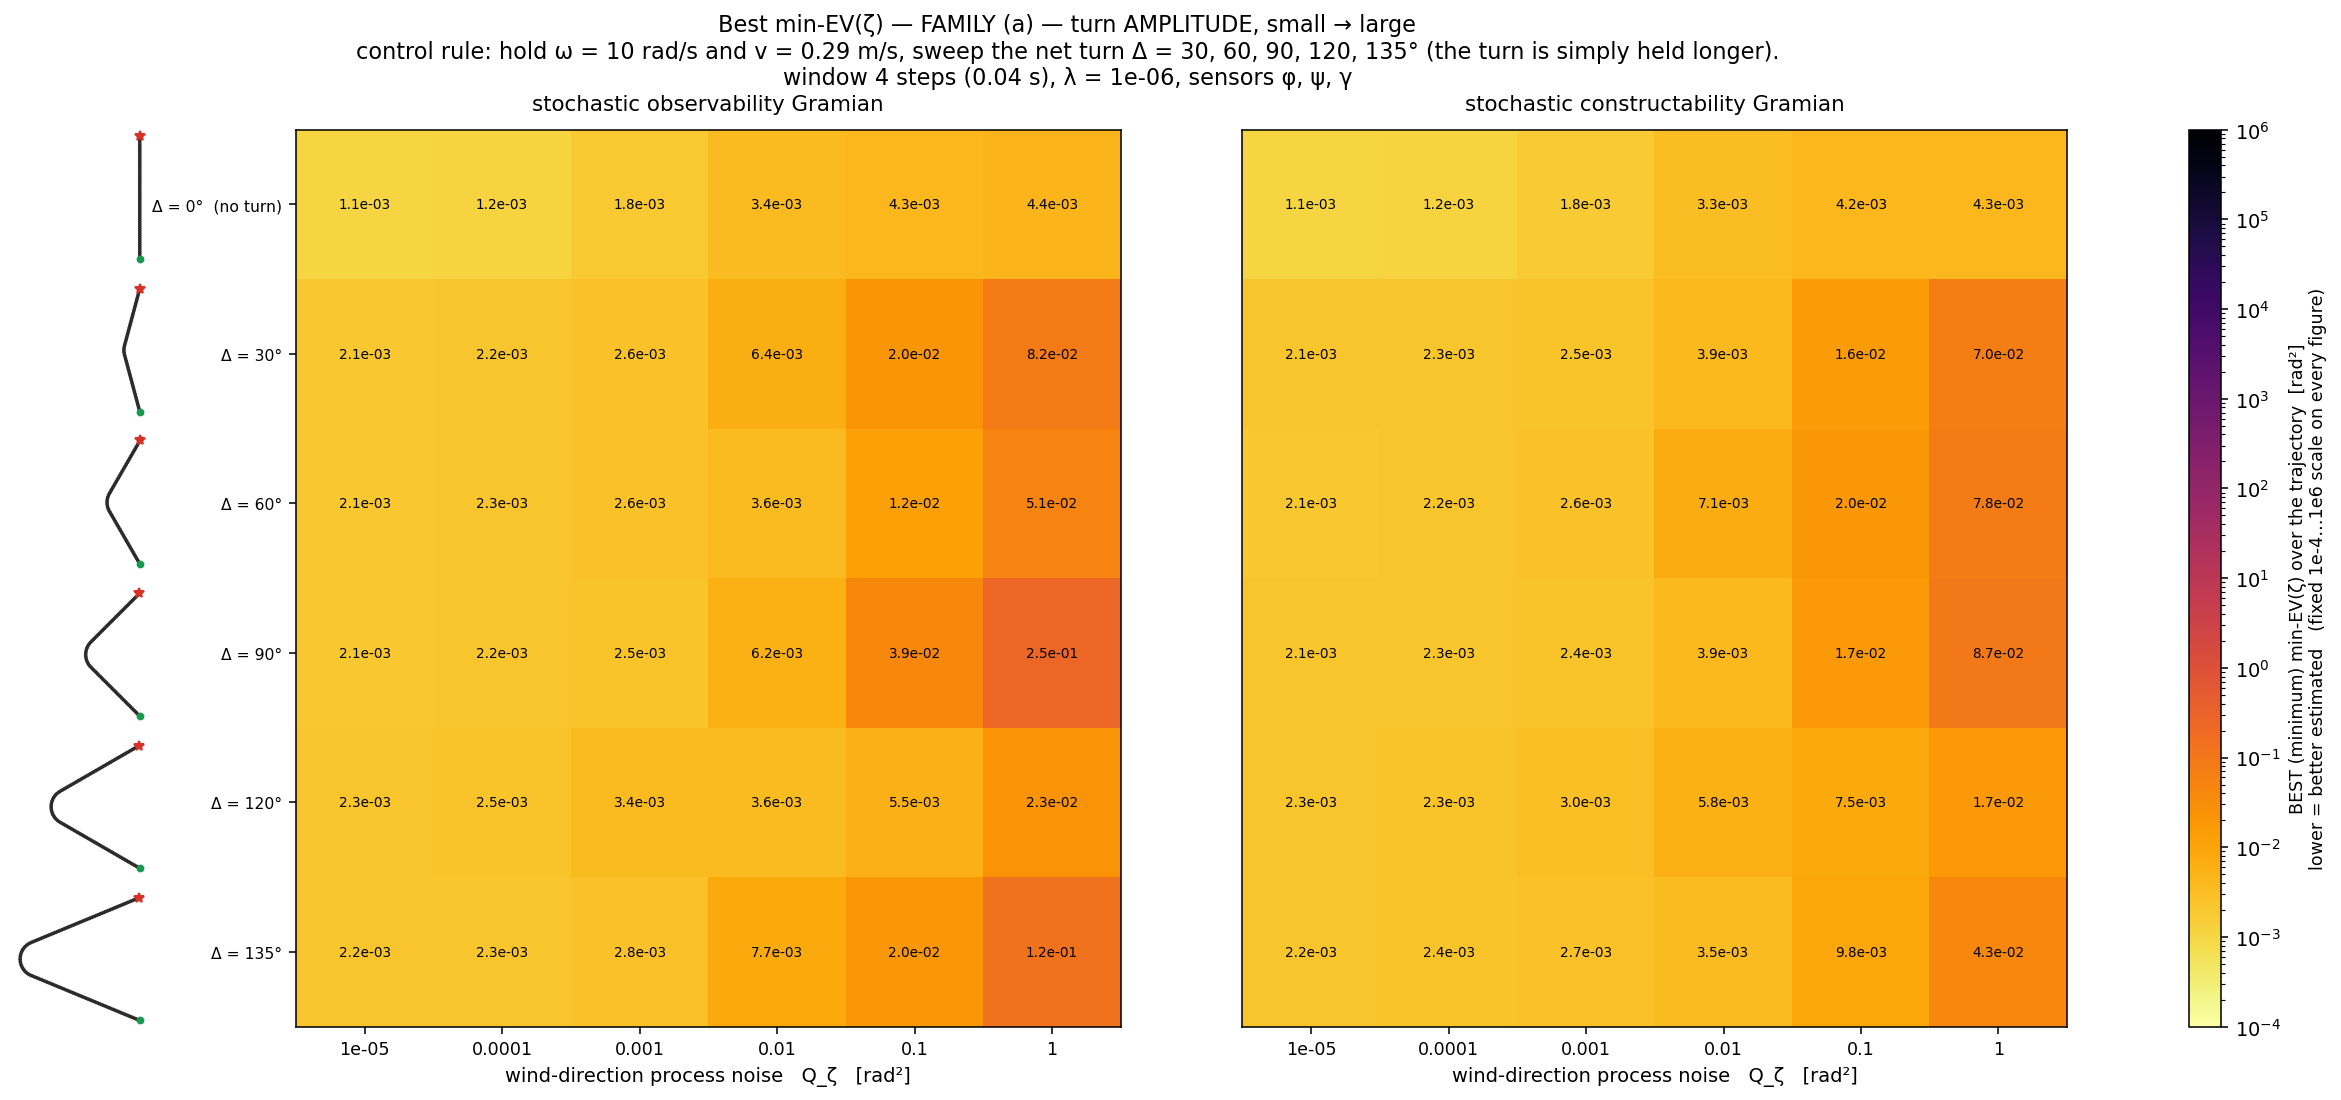 Best min-EV(ζ) — FAMILY (a) — turn AMPLITUDE, small → large
control rule: hold ω = 10 rad/s and v = 0.29 m/s, sweep the net turn Δ = 30, 60, 90, 120, 135° (the turn is simply held longer).
window 4 steps (0.04 s), λ = 1e-06, sensors φ, ψ, γ
stochastic observability Gramian
Δ = 0°  (no turn)
1.1e-03 1.2e-03 1.8e-03 3.4e-03 4.3e-03 4.4e-03
Δ = 30°
2.1e-03 2.2e-03 2.6e-03 6.4e-03 2.0e-02 8.2e-02
Δ = 60°
2.1e-03 2.3e-03 2.6e-03 3.6e-03 1.2e-02 5.1e-02
Δ = 90°
2.1e-03 2.2e-03 2.5e-03 6.2e-03 3.9e-02 2.5e-01
Δ = 120°
2.3e-03 2.5e-03 3.4e-03 3.6e-03 5.5e-03 2.3e-02
Δ = 135°
2.2e-03 2.3e-03 2.8e-03 7.7e-03 2.0e-02 1.2e-01
1e-05 0.0001 0.001 0.01 0.1 1
wind-direction process noise   Q_ζ   [rad²]
stochastic constructability Gramian
1.1e-03 1.2e-03 1.8e-03 3.3e-03 4.2e-03 4.3e-03
2.1e-03 2.3e-03 2.5e-03 3.9e-03 1.6e-02 7.0e-02
2.1e-03 2.2e-03 2.6e-03 7.1e-03 2.0e-02 7.8e-02
2.1e-03 2.3e-03 2.4e-03 3.9e-03 1.7e-02 8.7e-02
2.3e-03 2.3e-03 3.0e-03 5.8e-03 7.5e-03 1.7e-02
2.2e-03 2.4e-03 2.7e-03 3.5e-03 9.8e-03 4.3e-02
1e-05 0.0001 0.001 0.01 0.1 1
wind-direction process noise   Q_ζ   [rad²]
10⁶
10⁵
10⁴
10³
10²
10¹
10⁰
10⁻¹
10⁻²
10⁻³
10⁻⁴
BEST (minimum) min-EV(ζ) over the trajectory  [rad²]
lower = better estimated   (fixed 1e-4...1e6 scale on every figure)